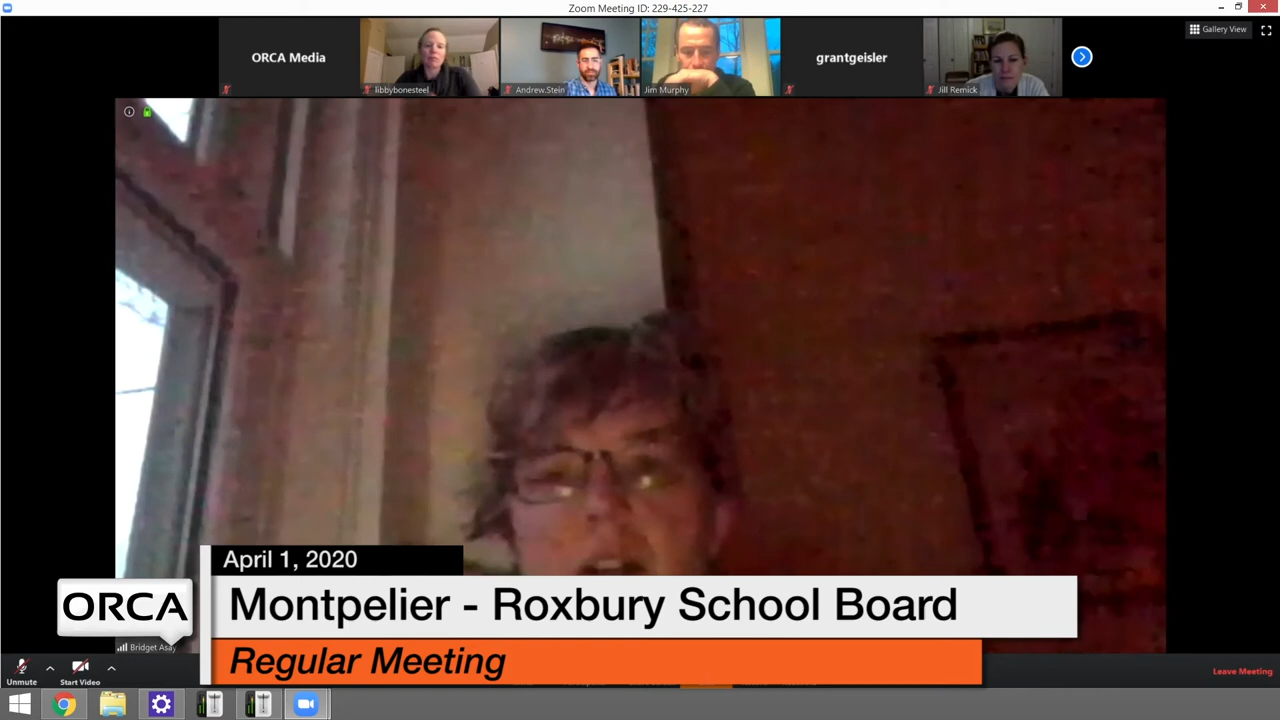 Zoom Meeting ID: 229-425-227
Gallery View
ORCA Media
libbybonesteel
Andrew.Stein
Jim Murphy
grantgeisler
Jill Remick
April 1, 2020
ORCA
Montpelier - Roxbury School Board
Regular Meeting
Bridget Asay
Unmute
Start Video
Leave Meeting